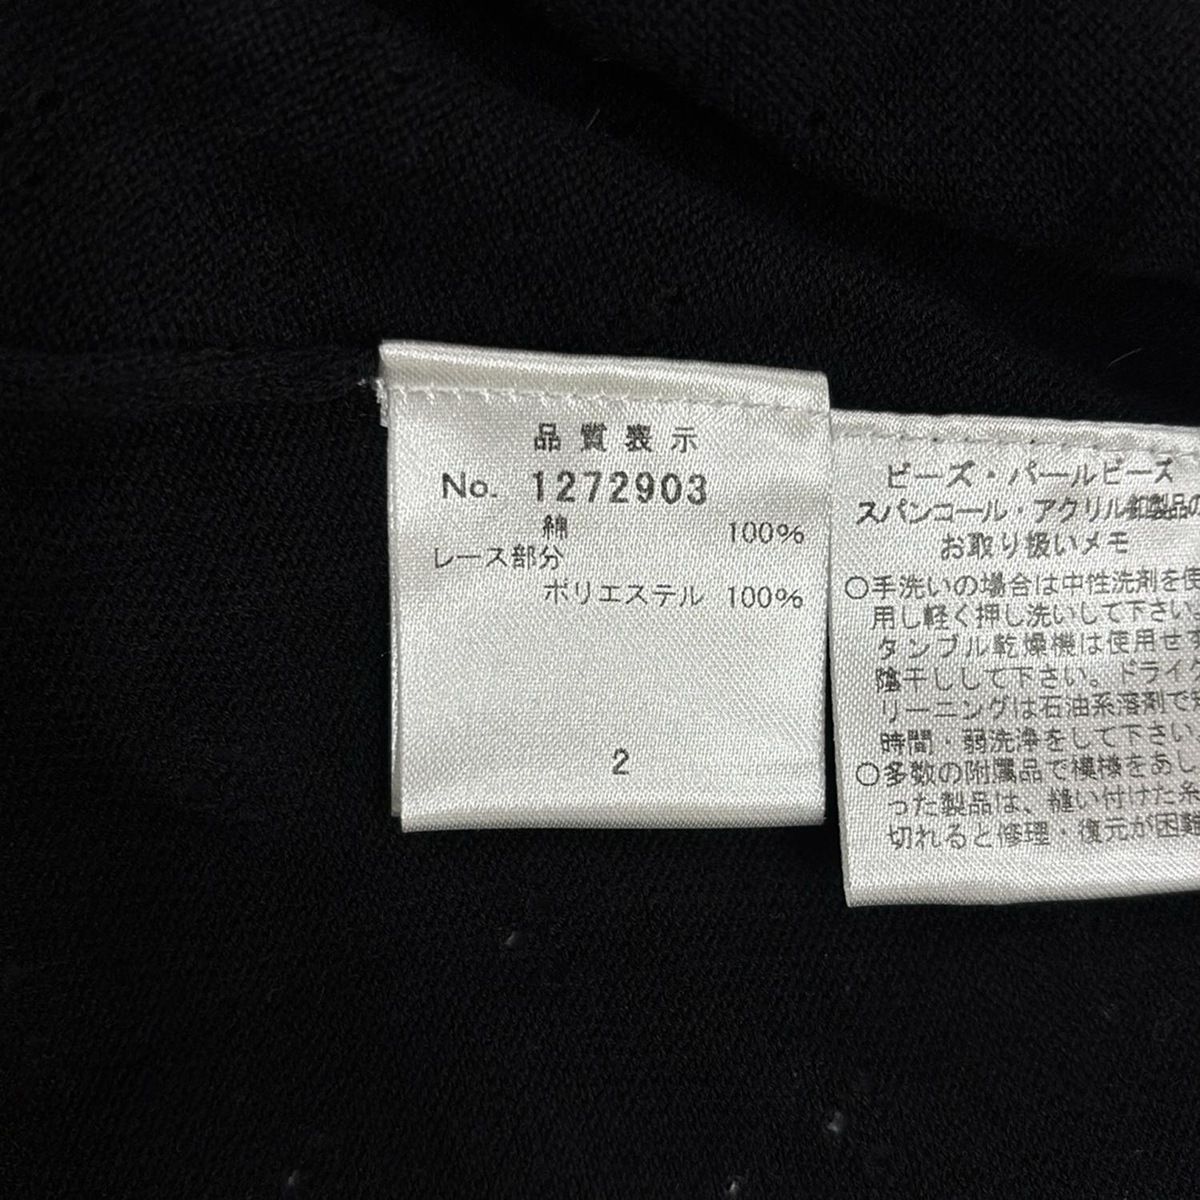 品質表示
No. 1272903
綿 100%
レース部分
ポリエステル 100%
2
ビーズ・パールビーズ
スパンコール・アクリル釦製品の
お取り扱いメモ
○手洗いの場合は中性洗剤を使
用し軽く押し洗いして下さい
タンブル乾燥機は使用せず
陰干しして下さい。ドライク
リーニングは石油系溶剤で
時間・弱洗浄をして下さい
○多数の附属品で模様をあし
った製品は、縫い付けた糸
切れると修理・復元が困難